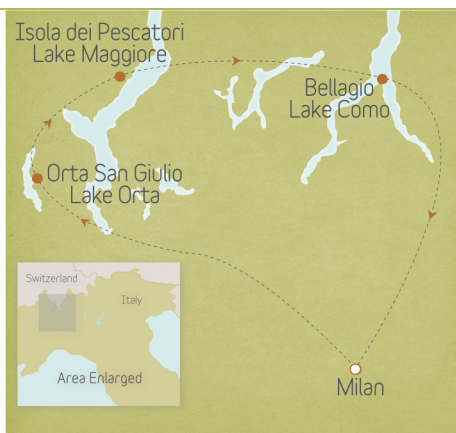 Isola dei Pescatori
Lake Maggiore
Bellagio
Lake Como
Orta San Giulio
Lake Orta
Switzerland
Italy
Area Enlarged
Milan